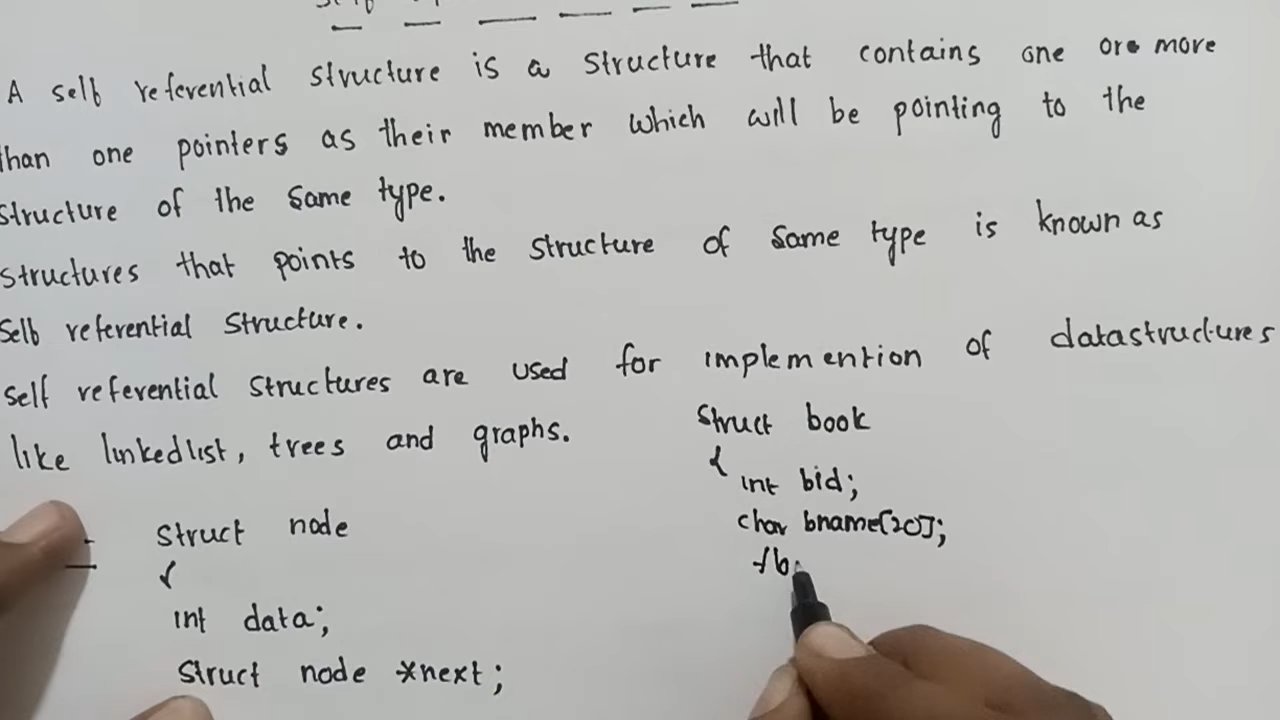 A self referential structure is a structure that contains one or more
than one pointers as their member which will be pointing to the
structure of the same type.
structures that points to the structure of same type is known as
Self referential structure.
self referential structures are used for implemention of datastructures
like linkedlist, trees and graphs.
struct node
{
int data;
struct node *next;
struct book
{
int bid;
char bname[20];